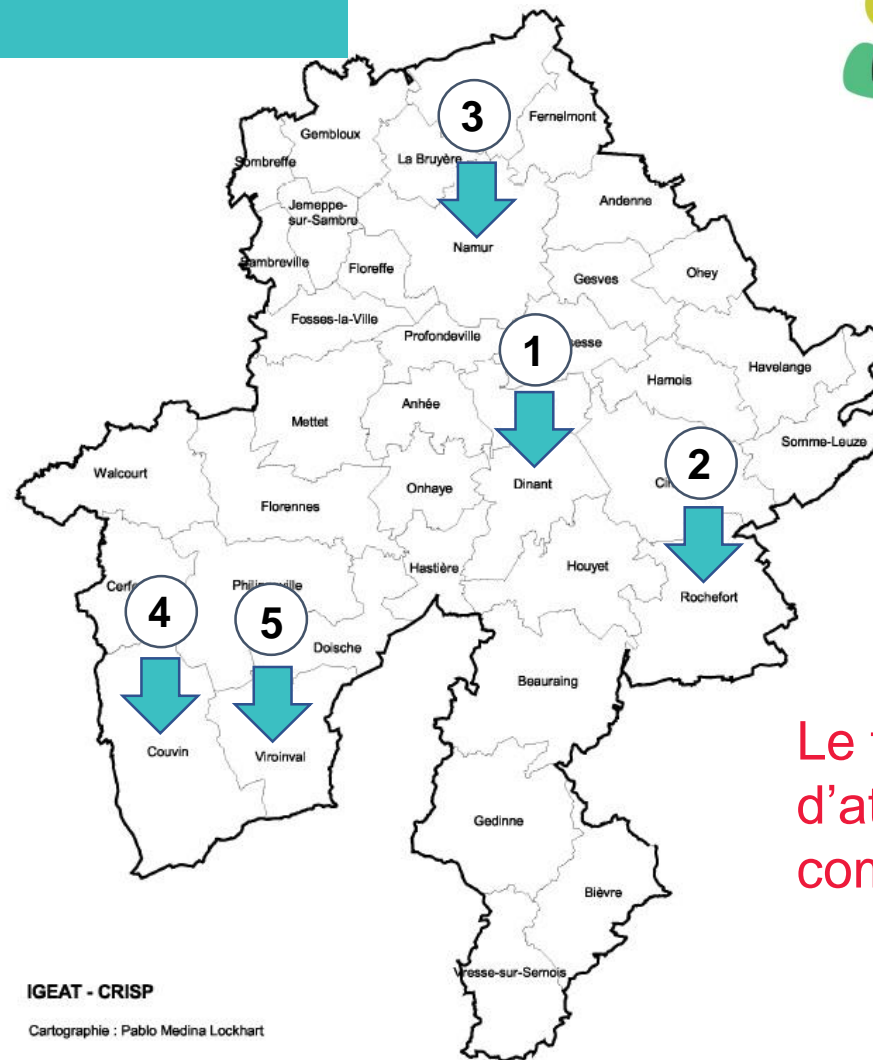 3
Fernelmont
Gembloux
La Bruyère
Sombreffe
Andenne
Jemeppe-
sur-Sambre
Namur
Sambreville
Floreffe
Gesves
Ohey
Fosses-la-Ville
Profondeville
1
Havelange
Hamois
Anhée
Mettet
2
Somme-Leuze
Walcourt
Onhaye
Dinant
Florennes
Hastière
Houyet
Rochefort
4
5
Doische
Beauraing
Couvin
Viroinval
Le
d'at
com
Gedinne
Bièvre
Vresse-sur-Semois
IGEAT - CRISP
Cartographie : Pablo Medina Lockhart